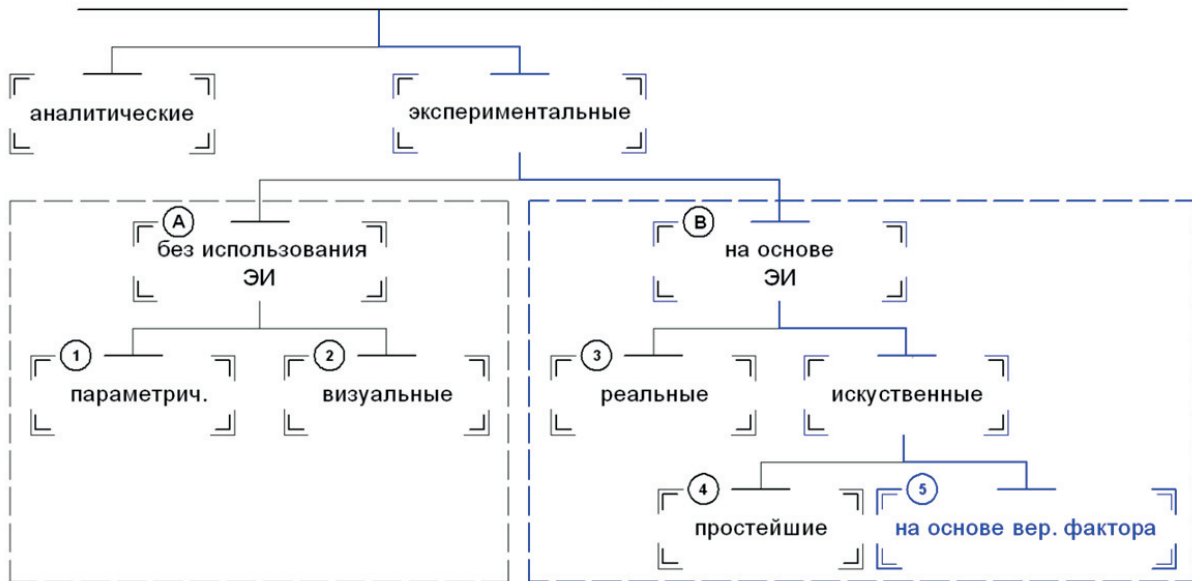 аналитические
экспериментальные
A
без использования
ЭИ
B
на основе
ЭИ
1
параметрич.
2
визуальные
3
реальные
искуственные
4
простейшие
5
на основе вер. фактора